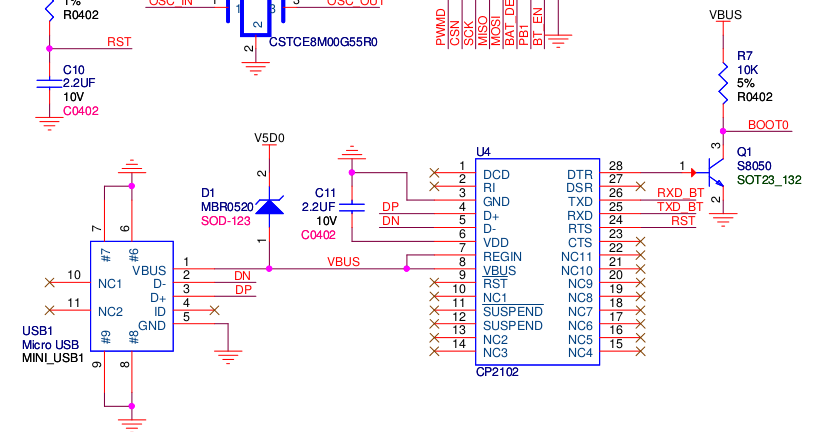 1%
R0402
RST
C10
2.2UF
10V
C0402
OSC_IN
1
1
2
3
3
OSC_OUT
2
CSTCE8M00G55R0
PWMD
CSN
SCK
MISO
MOSI
BAT_DE
PB1
BT_EN
VBUS
R7
10K
5%
R0402
BOOT0
Q1
S8050
SOT23_132
1
3
2
V5D0
D1
MBR0520
SOD-123
2
1
C11
2.2UF
10V
C0402
DP
DN
VBUS
U4
1 DCD
2 RI
3 GND
4 D+
5 D-
6 VDD
7 REGIN
8 VBUS
9 RST
10 NC1
11 SUSPEND
12 SUSPEND
13 NC2
14 NC3
DTR 28
DSR 27
TXD 26 RXD_BT
RXD 25 TXD_BT
RTS 24 RST
CTS 23
NC11 22
NC10 21
NC9 20
NC8 19
NC7 18
NC6 17
NC5 16
NC4 15
CP2102
7
6
#7
#6
10 NC1
11 NC2
VBUS 1
D- 2 DN
D+ 3 DP
ID 4
GND 5
#9
#8
9
8
USB1
Micro USB
MINI_USB1